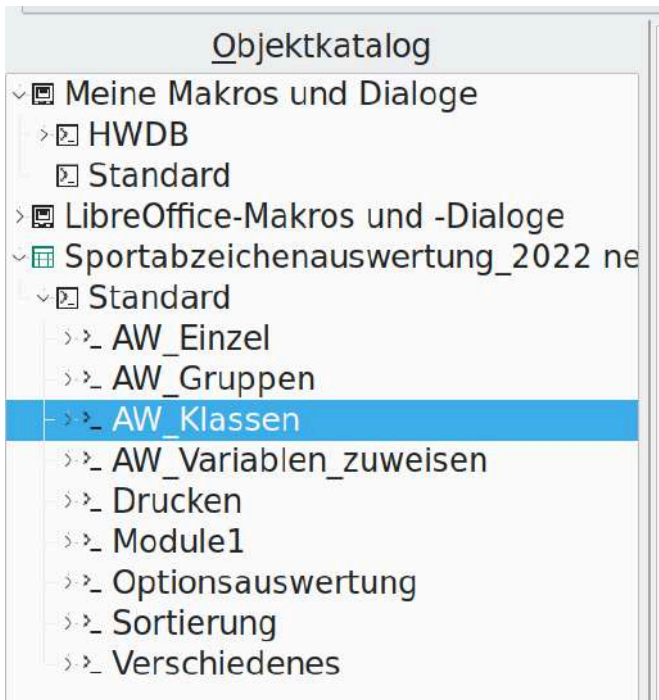 Objektkatalog
Meine Makros und Dialoge
HWDB
Standard
LibreOffice-Makros und -Dialoge
Sportabzeichenauswertung_2022 ne
Standard
AW_Einzel
AW_Gruppen
AW_Klassen
AW_Variablen_zuweisen
Drucken
Module1
Optionsauswertung
Sortierung
Verschiedenes